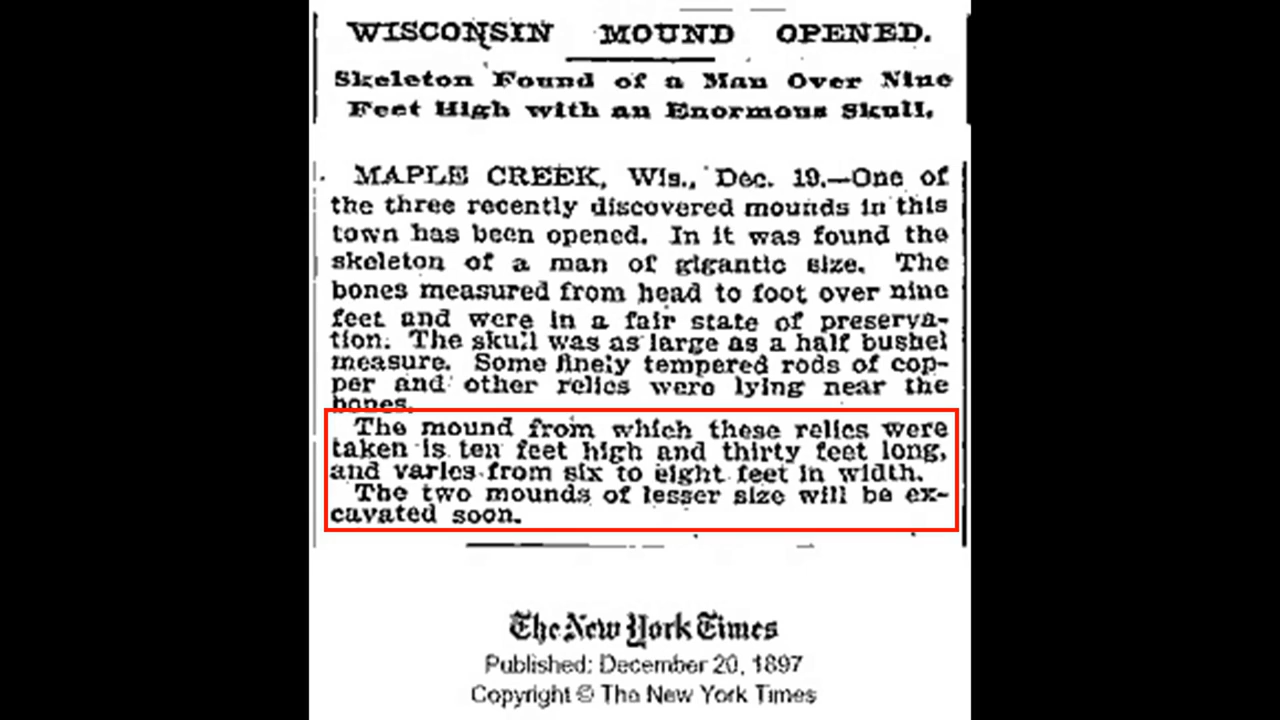 WISCONSIN MOUND OPENED.
Skeleton Found of a Man Over Nine
Feet High with an Enormous Skull.
MAPLE CREEK, Wis., Dec. 19.—One of
the three recently discovered mounds in this
town has been opened. In it was found the
skeleton of a man of gigantic size. The
bones measured from head to foot over nine
feet and were in a fair state of preserva-
tion. The skull was as large as a half bushel
measure. Some finely tempered rods of cop-
per and other relics were lying near the
bones.
The mound from which these relics were
taken is ten feet high and thirty feet long,
and varies from six to eight feet in width.
The two mounds of lesser size will be ex-
cavated soon.
The New York Times
Published: December 20, 1897
Copyright © The New York Times